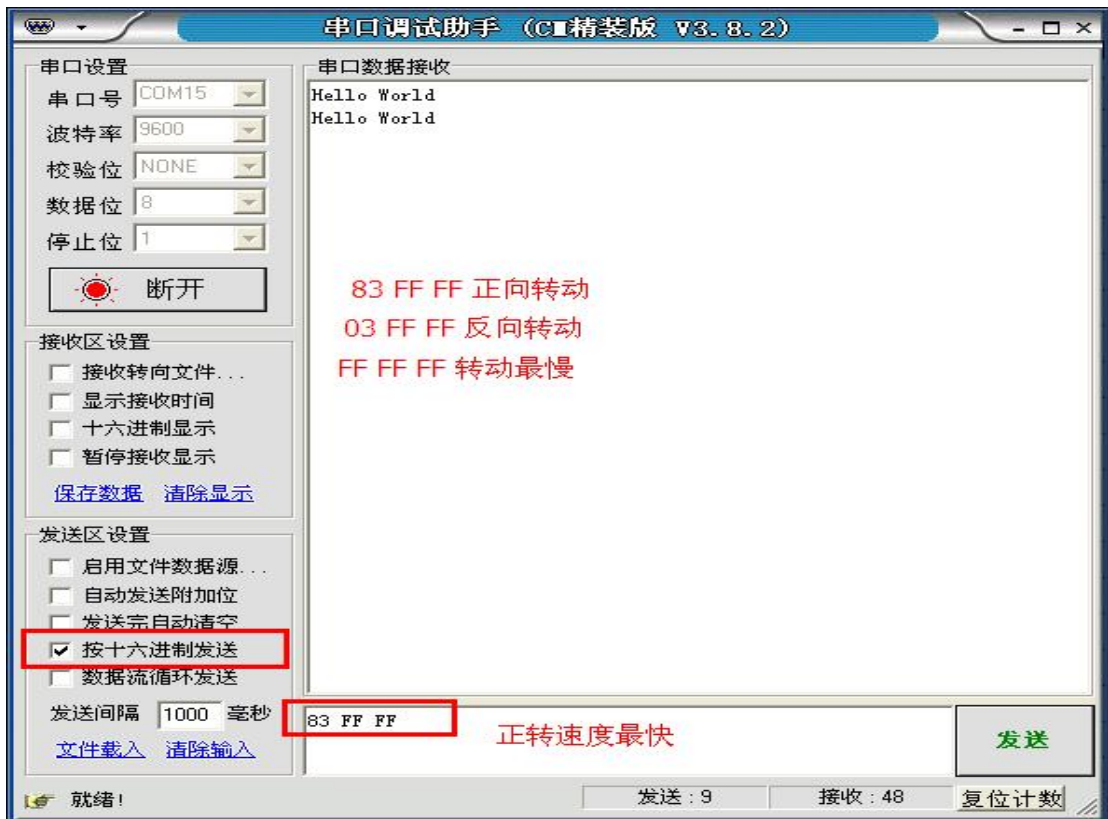 串口调试助手 (CM精装版 V3.8.2)
串口设置
串口号 COM15
波特率 9600
校验位 NONE
数据位 8
停止位 1
断开
接收区设置
接收转向文件...
显示接收时间
十六进制显示
暂停接收显示
保存数据 清除显示
发送区设置
启用文件数据源...
自动发送附加位
发送完自动清空
按十六进制发送
数据流循环发送
发送间隔 1000 毫秒
文件载入 清除输入
串口数据接收
Hello World
Hello World
83 FF FF 正向转动
03 FF FF 反向转动
FF FF FF 转动最慢
83 FF FF
正转速度最快
发送
就绪!
发送:9
接收:48
复位计数